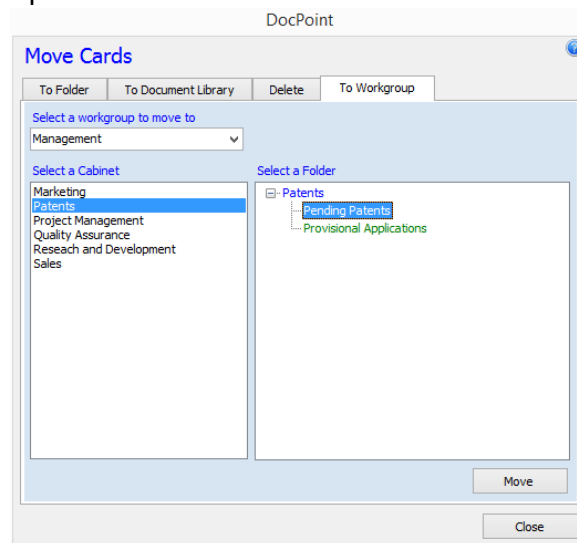 DocPoint
Move Cards
To Folder To Document Library Delete To Workgroup
Select a workgroup to move to
Management
Select a Cabinet
Marketing
Patents
Project Management
Quality Assurance
Reseach and Development
Sales
Select a Folder
Patents
Pending Patents
Provisional Applications
Move
Close